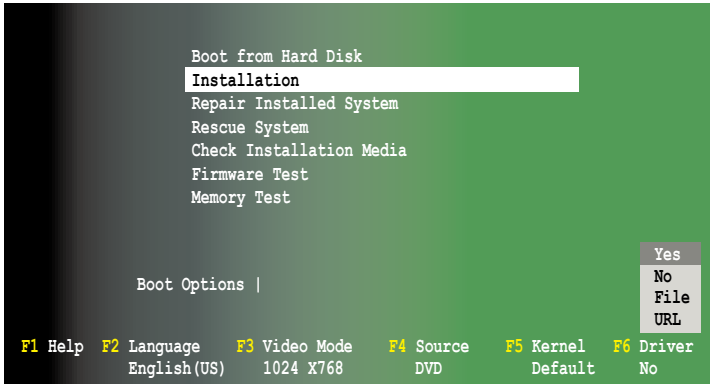 Boot from Hard Disk
Installation
Repair Installed System
Rescue System
Check Installation Media
Firmware Test
Memory Test
Yes
No
File
URL
Boot Options |
F1 Help F2 Language F3 Video Mode F4 Source F5 Kernel F6 Driver
English(US) 1024 X768 DVD Default No